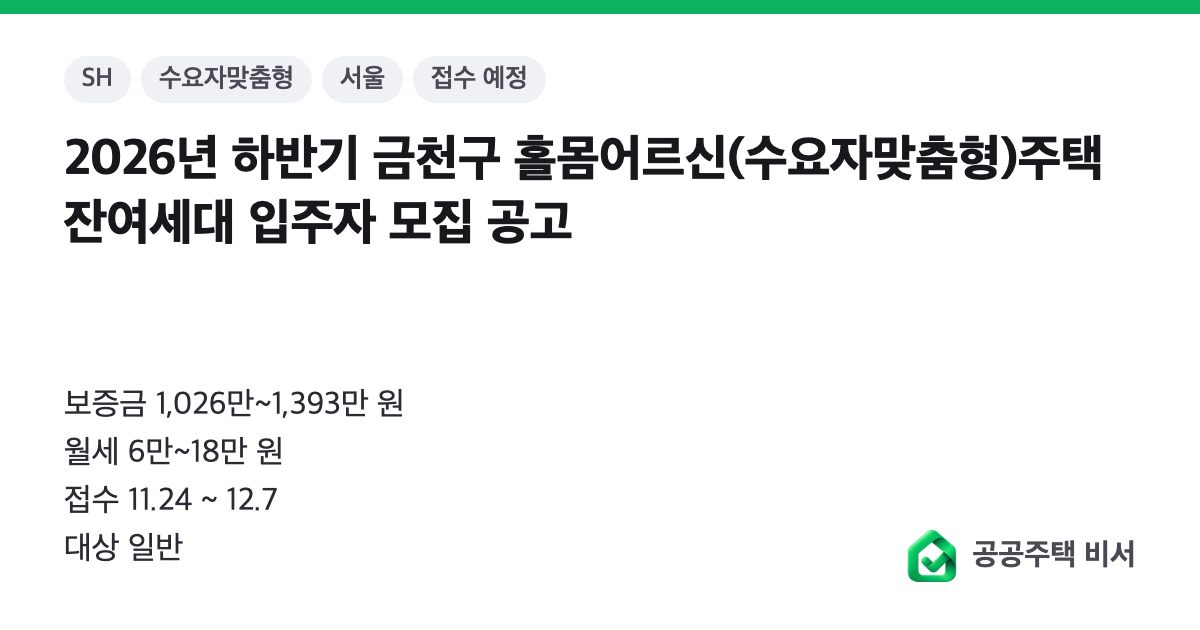 SH 수요자맞춤형 서울 접수 예정
2026년 하반기 금천구 홀몸어르신(수요자맞춤형)주택
잔여세대 입주자 모집 공고
보증금 1,026만~1,393만 원
월세 6만~18만 원
접수 11.24 ~ 12.7
대상 일반
공공주택 비서